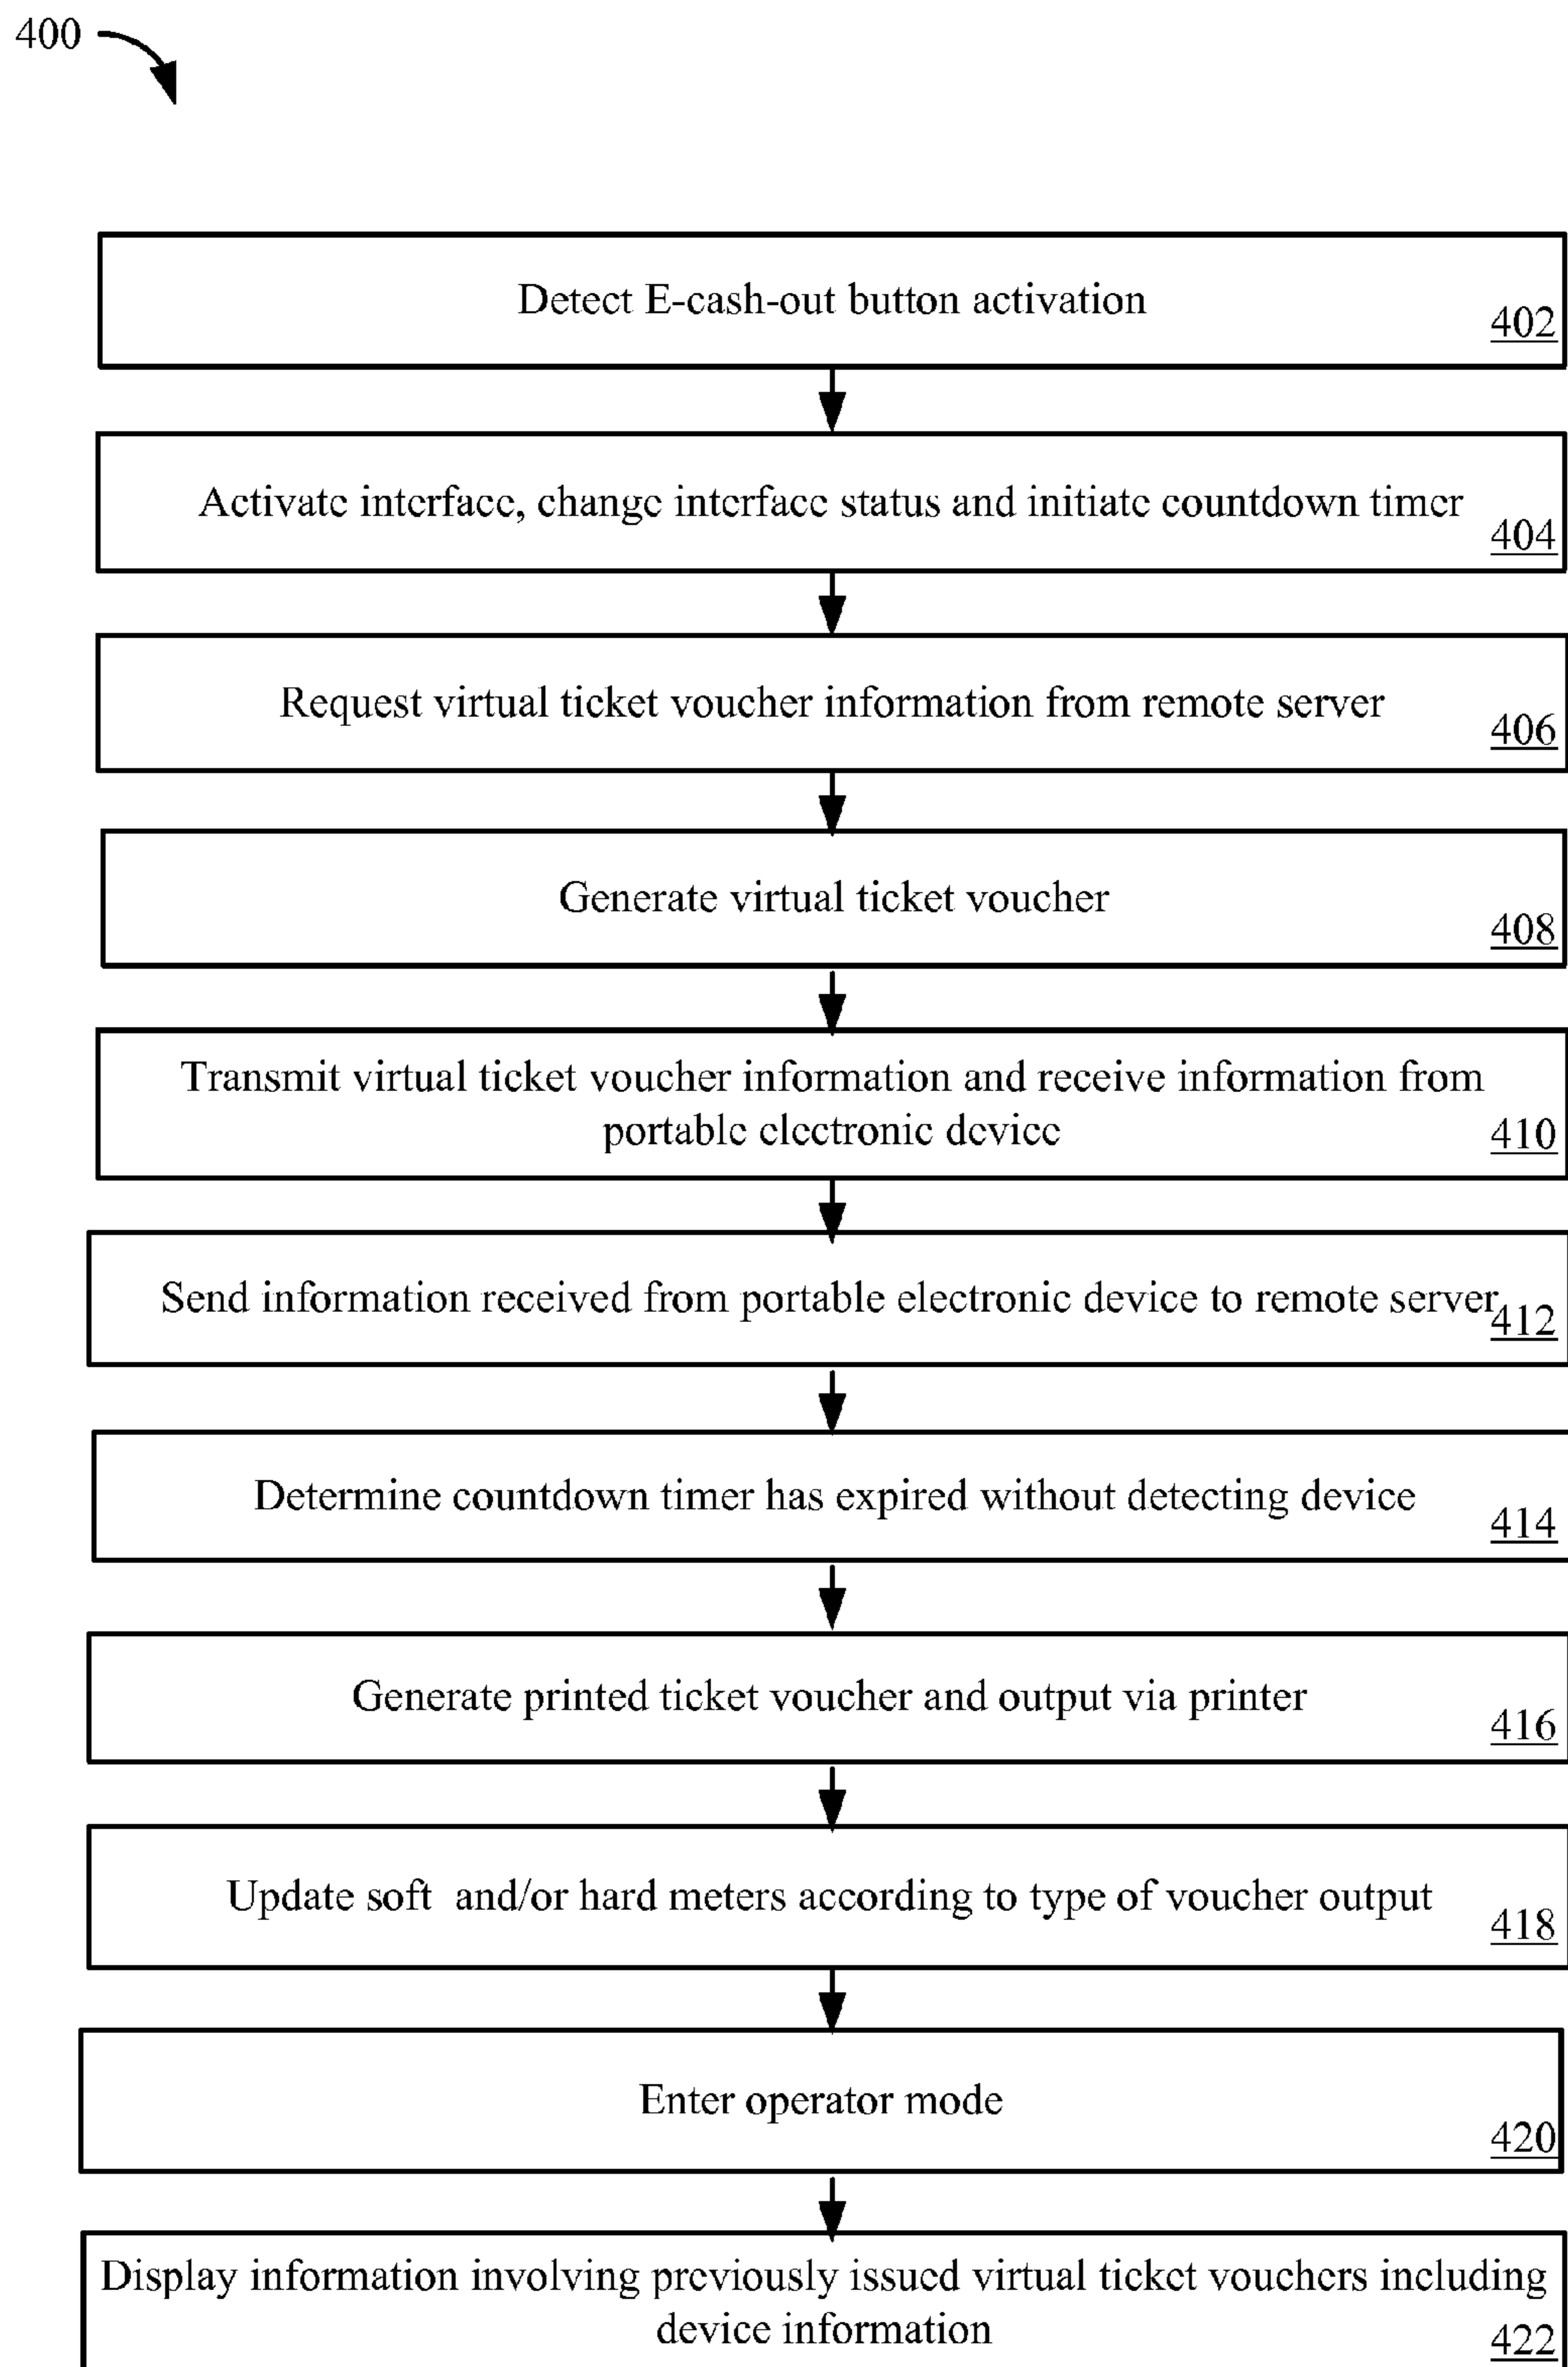 400
Detect E-cash-out button activation
402
Activate interface, change interface status and initiate countdown timer
404
Request virtual ticket voucher information from remote server
406
Generate virtual ticket voucher
408
Transmit virtual ticket voucher information and receive information from
portable electronic device
410
Send information received from portable electronic device to remote server
412
Determine countdown timer has expired without detecting device
414
Generate printed ticket voucher and output via printer
416
Update soft and/or hard meters according to type of voucher output
418
Enter operator mode
420
Display information involving previously issued virtual ticket vouchers including
device information
422